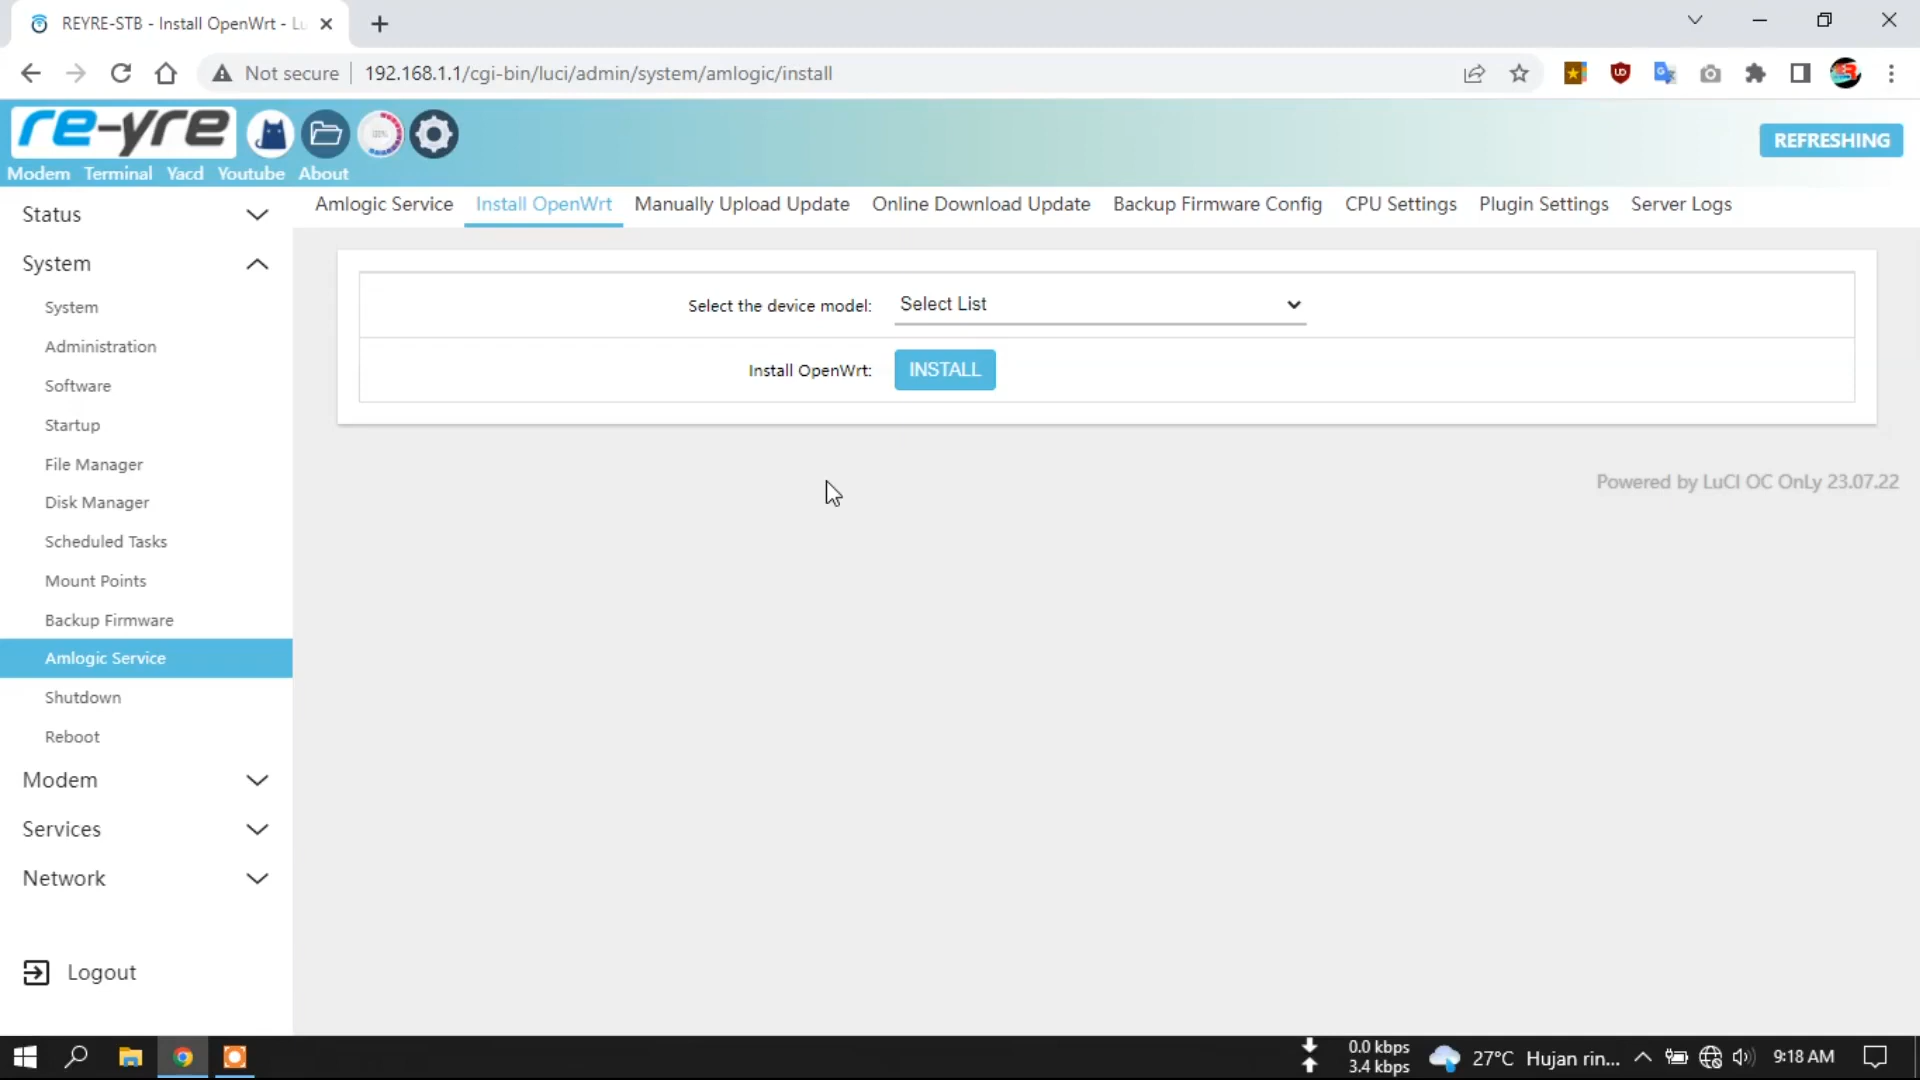 REYRE-STB - Install OpenWrt - Lu
Not secure
192.168.1.1/cgi-bin/luci/admin/system/amlogic/install
re-yre
100%
REFRESHING
Modem Terminal Yacd Youtube About
Amlogic Service Install OpenWrt Manually Upload Update Online Download Update Backup Firmware Config CPU Settings Plugin Settings Server Logs
Status
System
System
Administration
Software
Startup
File Manager
Disk Manager
Scheduled Tasks
Mount Points
Backup Firmware
Amlogic Service
Shutdown
Reboot
Modem
Services
Network
Logout
Select the device model: Select List
Install OpenWrt: INSTALL
Powered by LuCI OC OnLy 23.07.22
0.0 kbps
3.4 kbps
27°C Hujan rin...
9:18 AM